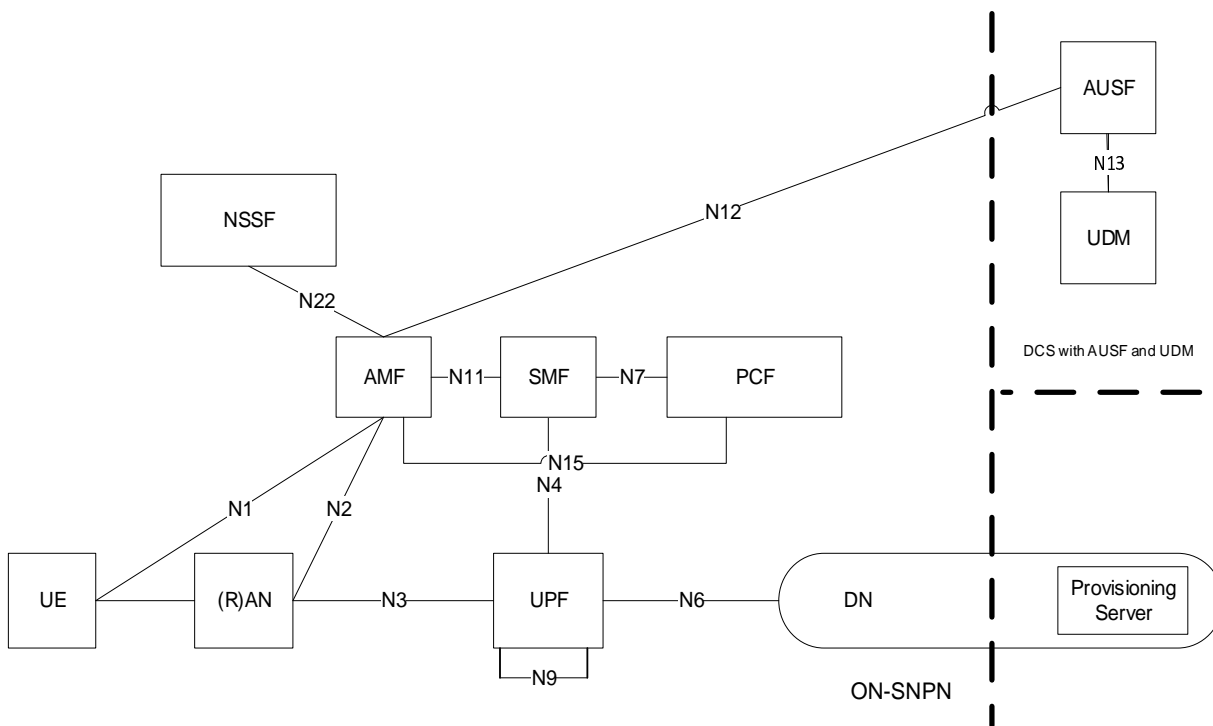 AUSF
N13
N12
NSSF
UDM
N22
DCS with AUSF and UDM
AMF
N11
SMF
N7
PCF
N15
N4
N1
N2
UE
(R)AN
N3
UPF
N6
DN
Provisioning
Server
N9
ON-SNPN